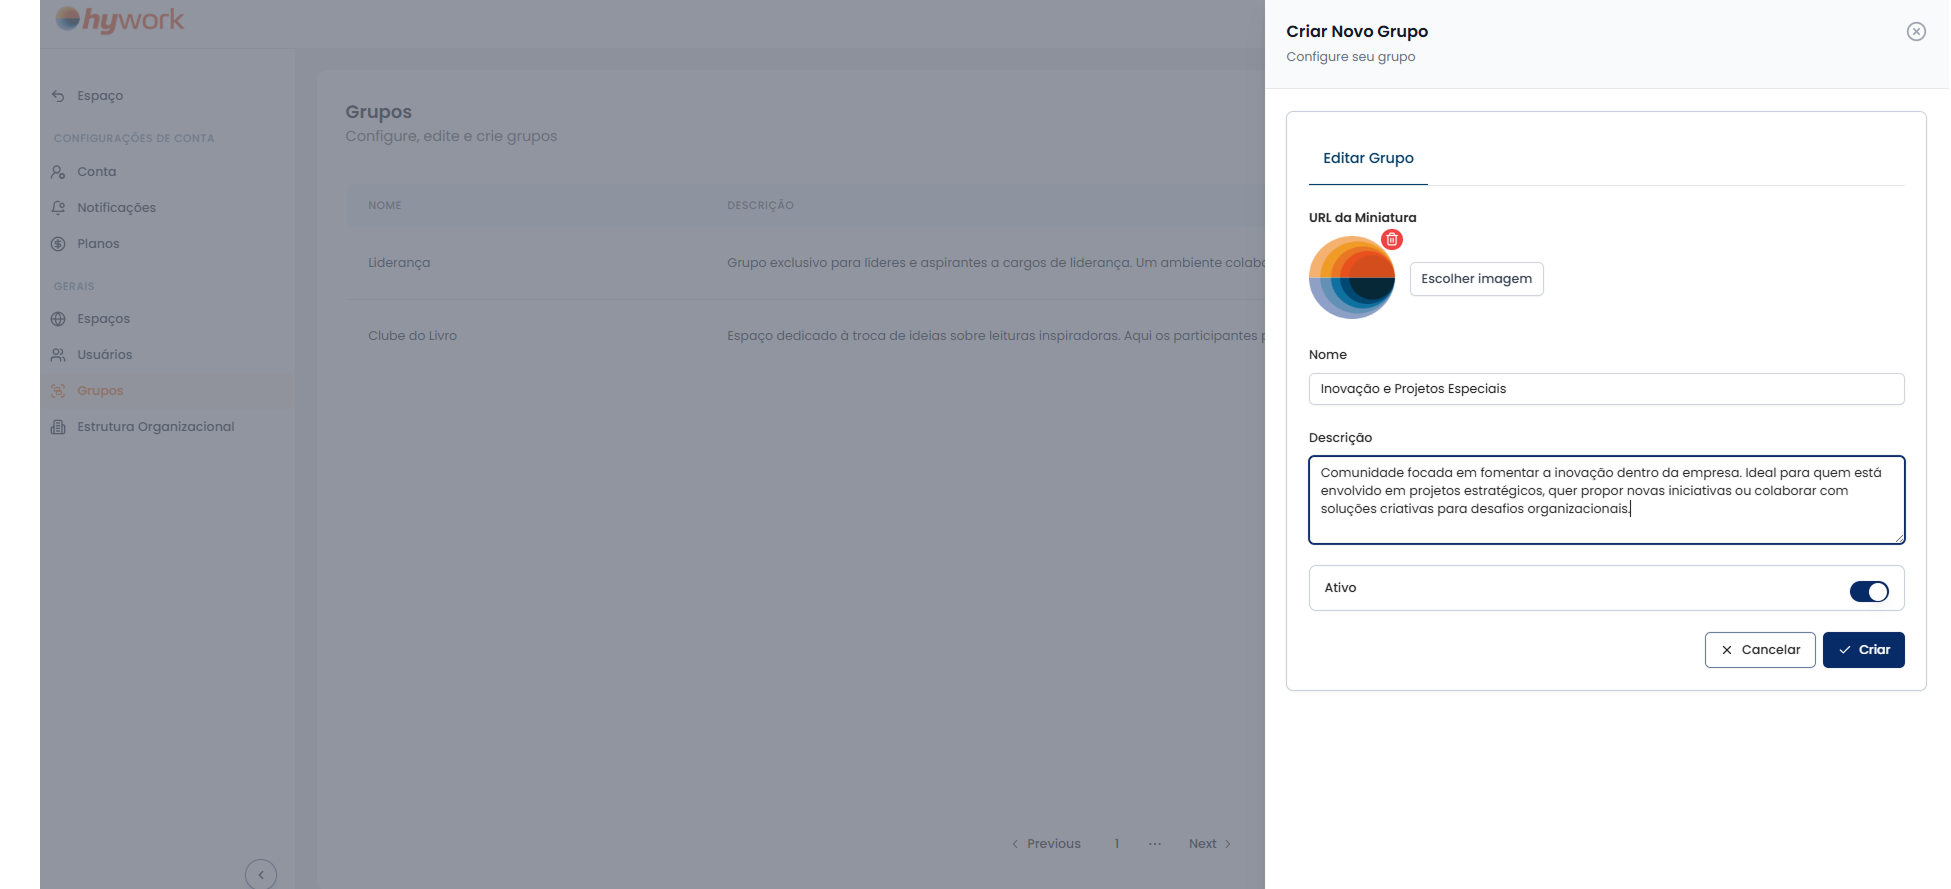 hywork
Espaço
CONFIGURAÇÕES DE CONTA
Conta
Notificações
Planos
GERAIS
Espaços
Usuários
Grupos
Estrutura Organizacional
Grupos
Configure, edite e crie grupos
NOME DESCRIÇÃO
Liderança Grupo exclusivo para líderes e aspirantes a cargos de liderança. Um ambiente
Clube do Livro Espaço dedicado à troca de ideias sobre leituras inspiradoras. Aqui os participantes
Previous 1 ... Next
Criar Novo Grupo
Configure seu grupo
Editar Grupo
URL da Miniatura
Escolher imagem
Nome
Inovação e Projetos Especiais
Descrição
Comunidade focada em fomentar a inovação dentro da empresa. Ideal para quem está
envolvido em projetos estratégicos, quer propor novas iniciativas ou colaborar com
soluções criativas para desafios organizacionais.
Ativo
Cancelar Criar